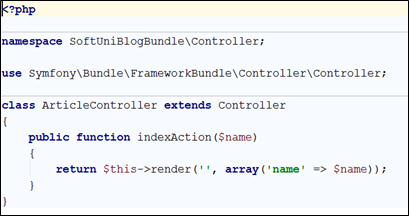 <?php
namespace SoftUniBlogBundle\Controller;
use Symfony\Bundle\FrameworkBundle\Controller\Controller;
class ArticleController extends Controller
{
    public function indexAction($name)
    {
        return $this->render('', array('name' => $name));
    }
}